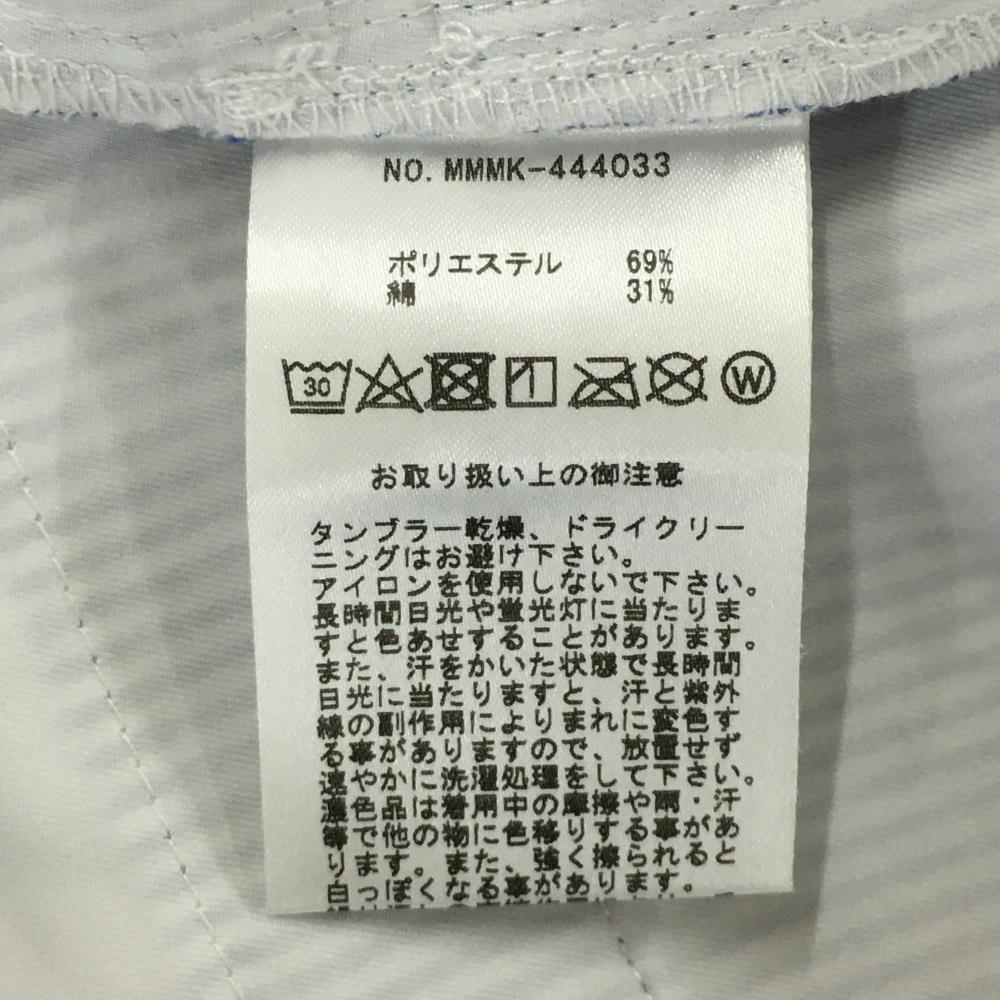 NO. MMMK-444033
ポリエステル 69%
綿 31%
30
W
お取り扱い上の御注意
タンブラー乾燥、ドライクリー
ニングはお避け下さい。
アイロンを使用しないで下さい。
長時間日光や蛍光灯に当たりま
すと色あせすることがあります。
また、汗をかいた状態で長時間
日光に当たりますと、汗と紫外
線の副作用によりまれに変色す
る事がありますので、放置せず
速やかに洗濯処理をして下さい。
濃色品は着用中の摩擦や雨・汗
等で他の物に色移りする事があ
ります。また、強く擦られると
白っぽくなる事があります。